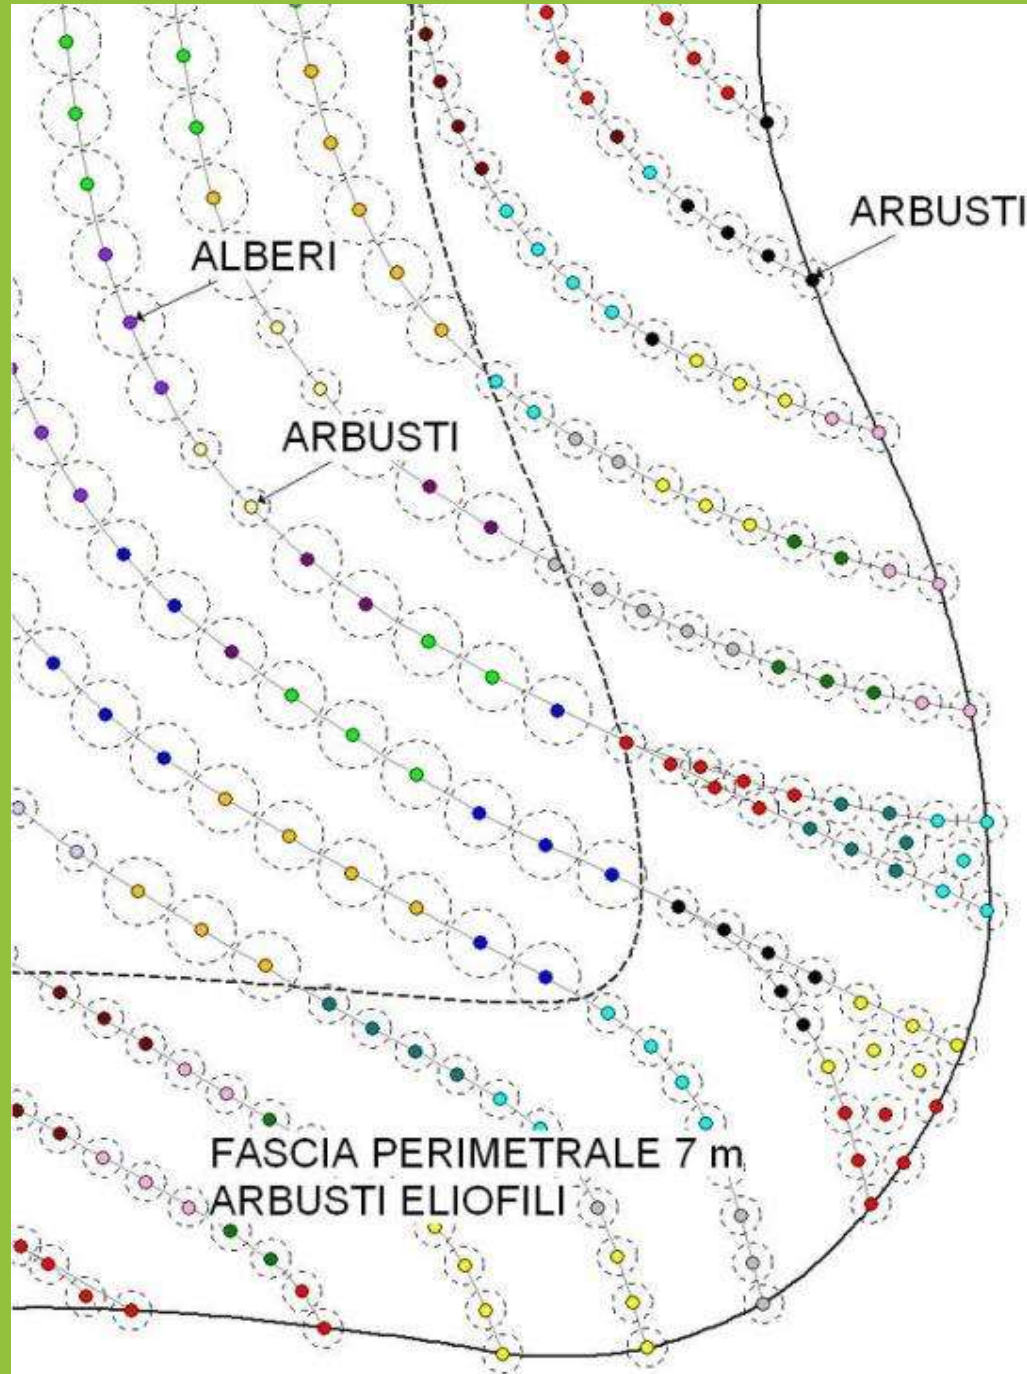 ARBUSTI
ALBERI
ARBUSTI
FASCIA PERIMETRALE 7 m
ARBUSTI ELIOFILI